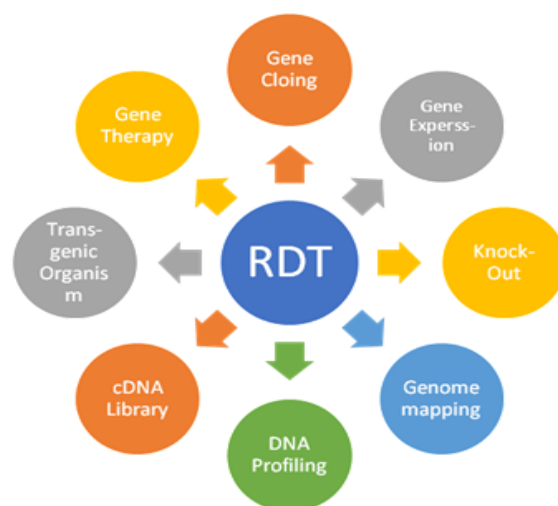 Gene
Cloing
Gene
Experss-
ion
Knock-
Out
Genome
mapping
DNA
Profiling
cDNA
Library
Trans-
genic
Organis
m
Gene
Therapy
RDT